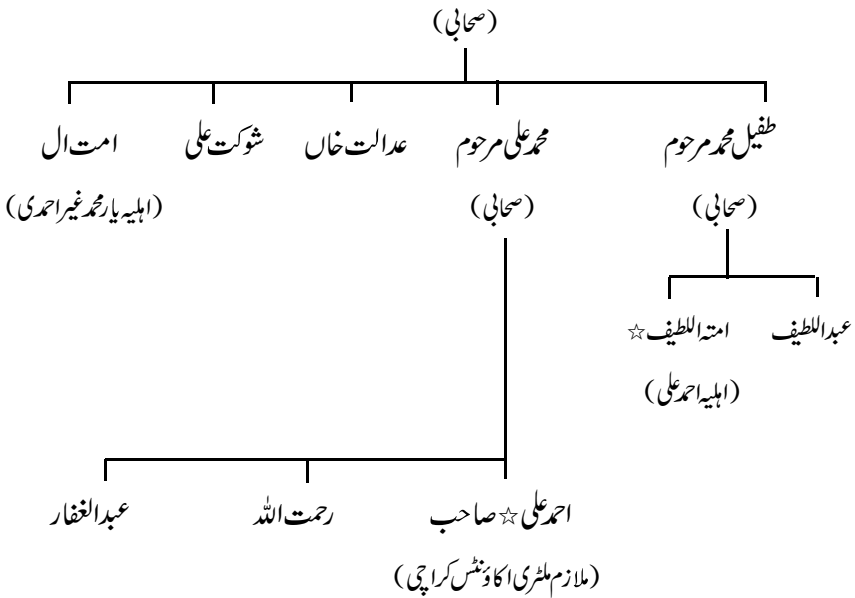 (صحابی)
طفیل محمد مرحوم محمد علی مرحوم عدالت خاں شوکت علی امت ال
(صحابی) (صحابی) (اہلیہ یار محمد غیر احمدی)
عبداللطیف امتہ اللطیف ☆
(اہلیہ احمد علی)
احمد علی ☆ صاحب رحمت اللہ عبدالغفار
(ملازم ملٹری اکاؤنٹس کراچی)